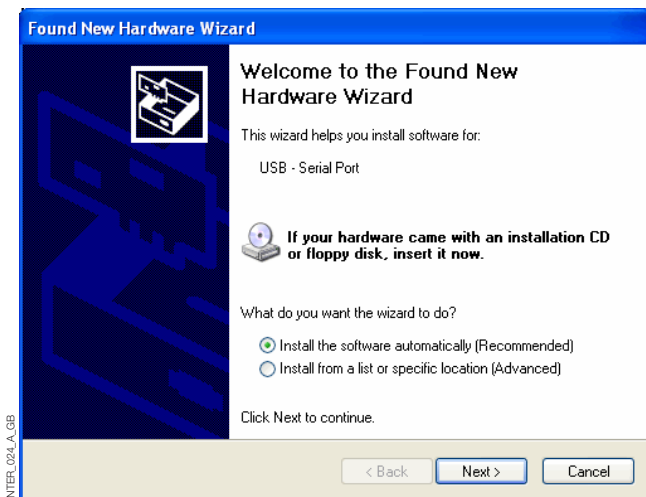 Found New Hardware Wizard
Welcome to the Found New
Hardware Wizard
This wizard helps you install software for:
USB - Serial Port
If your hardware came with an installation CD
or floppy disk, insert it now.
What do you want the wizard to do?
Install the software automatically (Recommended)
Install from a list or specific location (Advanced)
Click Next to continue.
< Back
Next >
Cancel
NTER_024_A_GB